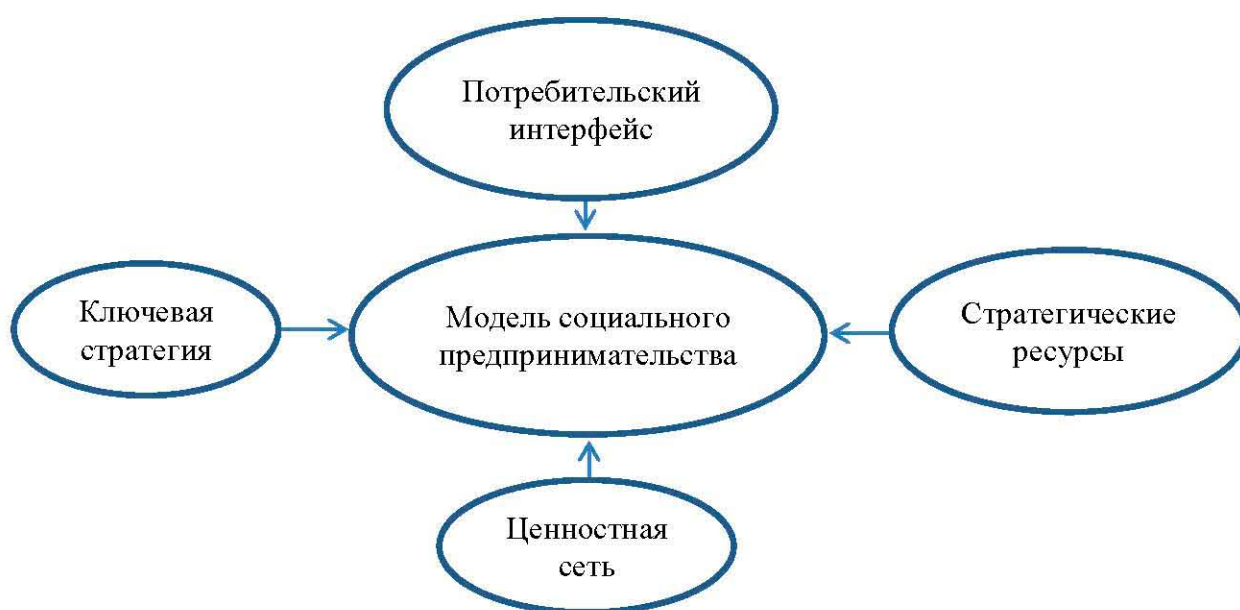 Потребительский
интерфейс
Ключевая
стратегия
Модель социального
предпринимательства
Стратегические
ресурсы
Ценностная
сеть